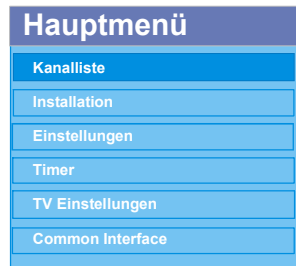 Hauptmenü
Kanalliste
Installation
Einstellungen
Timer
TV Einstellungen
Common Interface